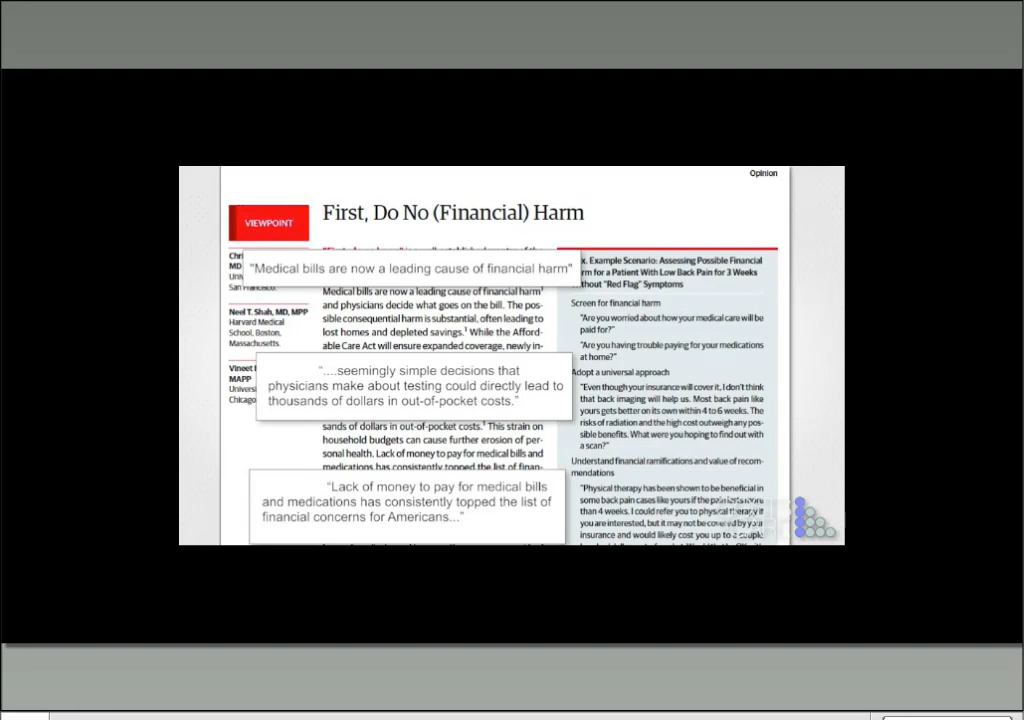 Opinion
VIEWPOINT
First, Do No (Financial) Harm
MD
San Francisco.
Neel T. Shah, MD, MPP
Harvard Medical
School, Boston,
Massachusetts.
MAPP
Chicago
"Medical bills are now a leading cause of financial harm"
Medical bills are now a leading cause of financial harm¹
and physicians decide what goes on the bill. The pos-
sible consequential harm is substantial, often leading to
lost homes and depleted savings.¹ While the Afford-
able Care Act will ensure expanded coverage, newly in-
"....seemingly simple decisions that
physicians make about testing could directly lead to
thousands of dollars in out-of-pocket costs."
sands of dollars in out-of-pocket costs.³ This strain on
household budgets can cause further erosion of per-
sonal health. Lack of money to pay for medical bills and
medications has consistently topped the list of finan-
"Lack of money to pay for medical bills
and medications has consistently topped the list of
financial concerns for Americans..."
x. Example Scenario: Assessing Possible Financial
rm for a Patient With Low Back Pain for 3 Weeks
thout "Red Flag" Symptoms
Screen for financial harm
"Are you worried about how your medical care will be
paid for?"
"Are you having trouble paying for your medications
at home?"
Adopt a universal approach
"Even though your insurance will cover it, I don't think
that back imaging will help us. Most back pain like
yours gets better on its own within 4 to 6 weeks. The
risks of radiation and the high cost outweigh any pos-
sible benefits. What were you hoping to find out with
a scan?"
Understand financial ramifications and value of recom-
mendations
"Physical therapy has been shown to be beneficial in
some back pain cases like yours if the pain lasts more
than 4 weeks. I could refer you to physical therapy if
you are interested, but it may not be covered by your
insurance and would likely cost you up to a couple